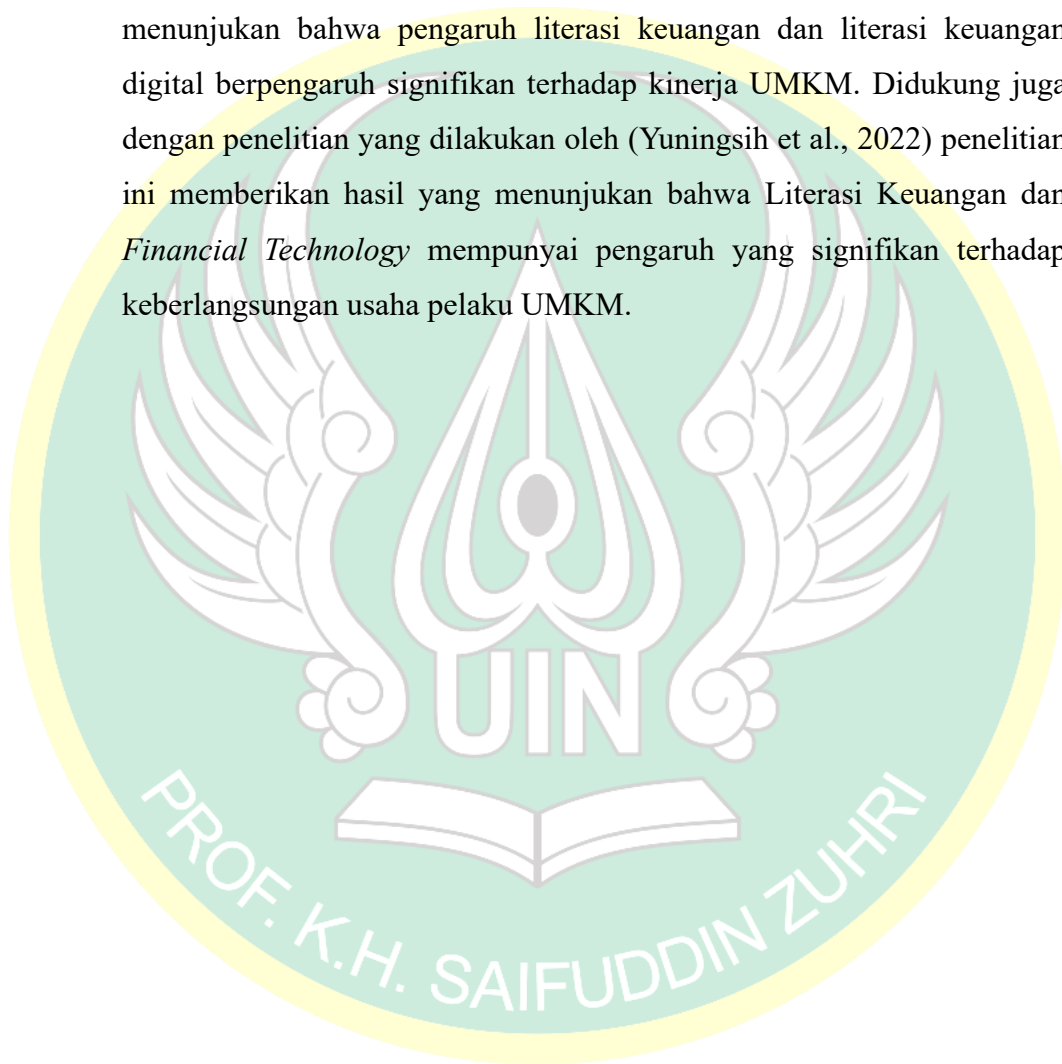 menunjukan bahwa pengaruh literasi keuangan dan literasi keuangan
digital berpengaruh signifikan terhadap kinerja UMKM. Didukung juga
dengan penelitian yang dilakukan oleh (Yuningsih et al., 2022) penelitian
ini memberikan hasil yang menunjukan bahwa Literasi Keuangan dan
Financial Technology mempunyai pengaruh yang signifikan terhadap
keberlangsungan usaha pelaku UMKM.
UIN
PROF. K.H. SAIFUDDIN ZUHRI